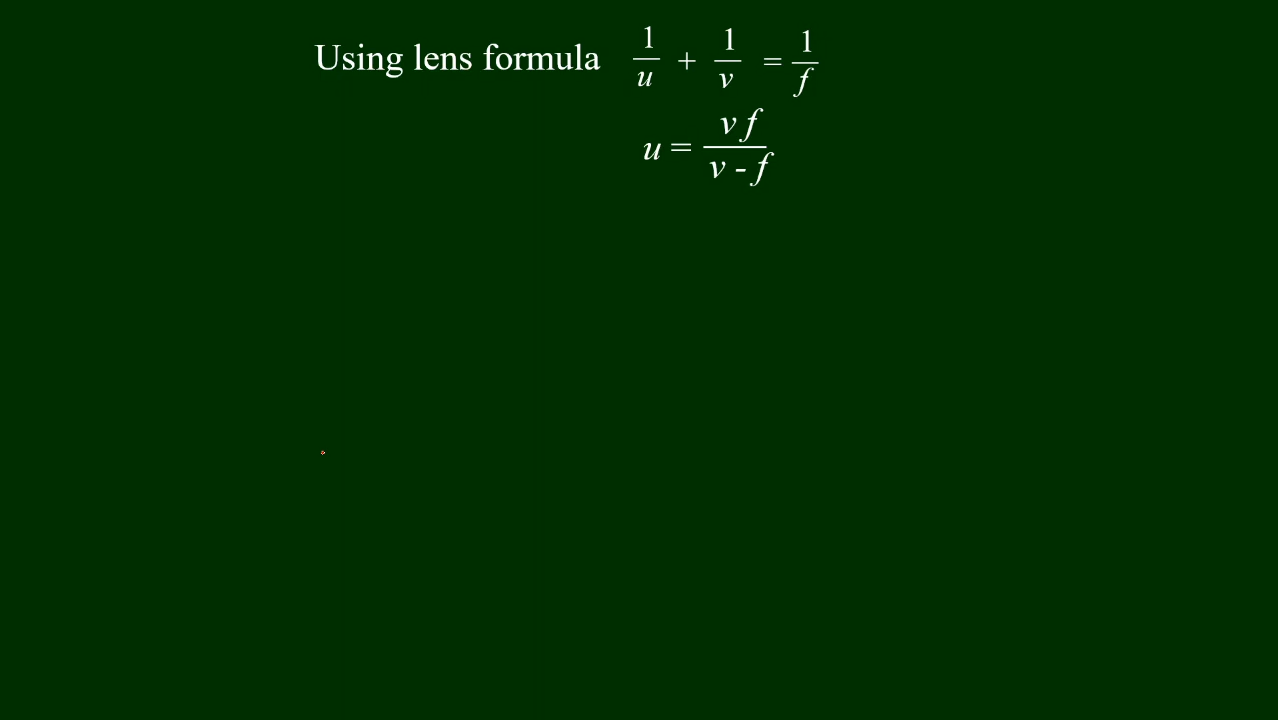 Using lens formula 1/u + 1/v = 1/f
u = v f / v - f